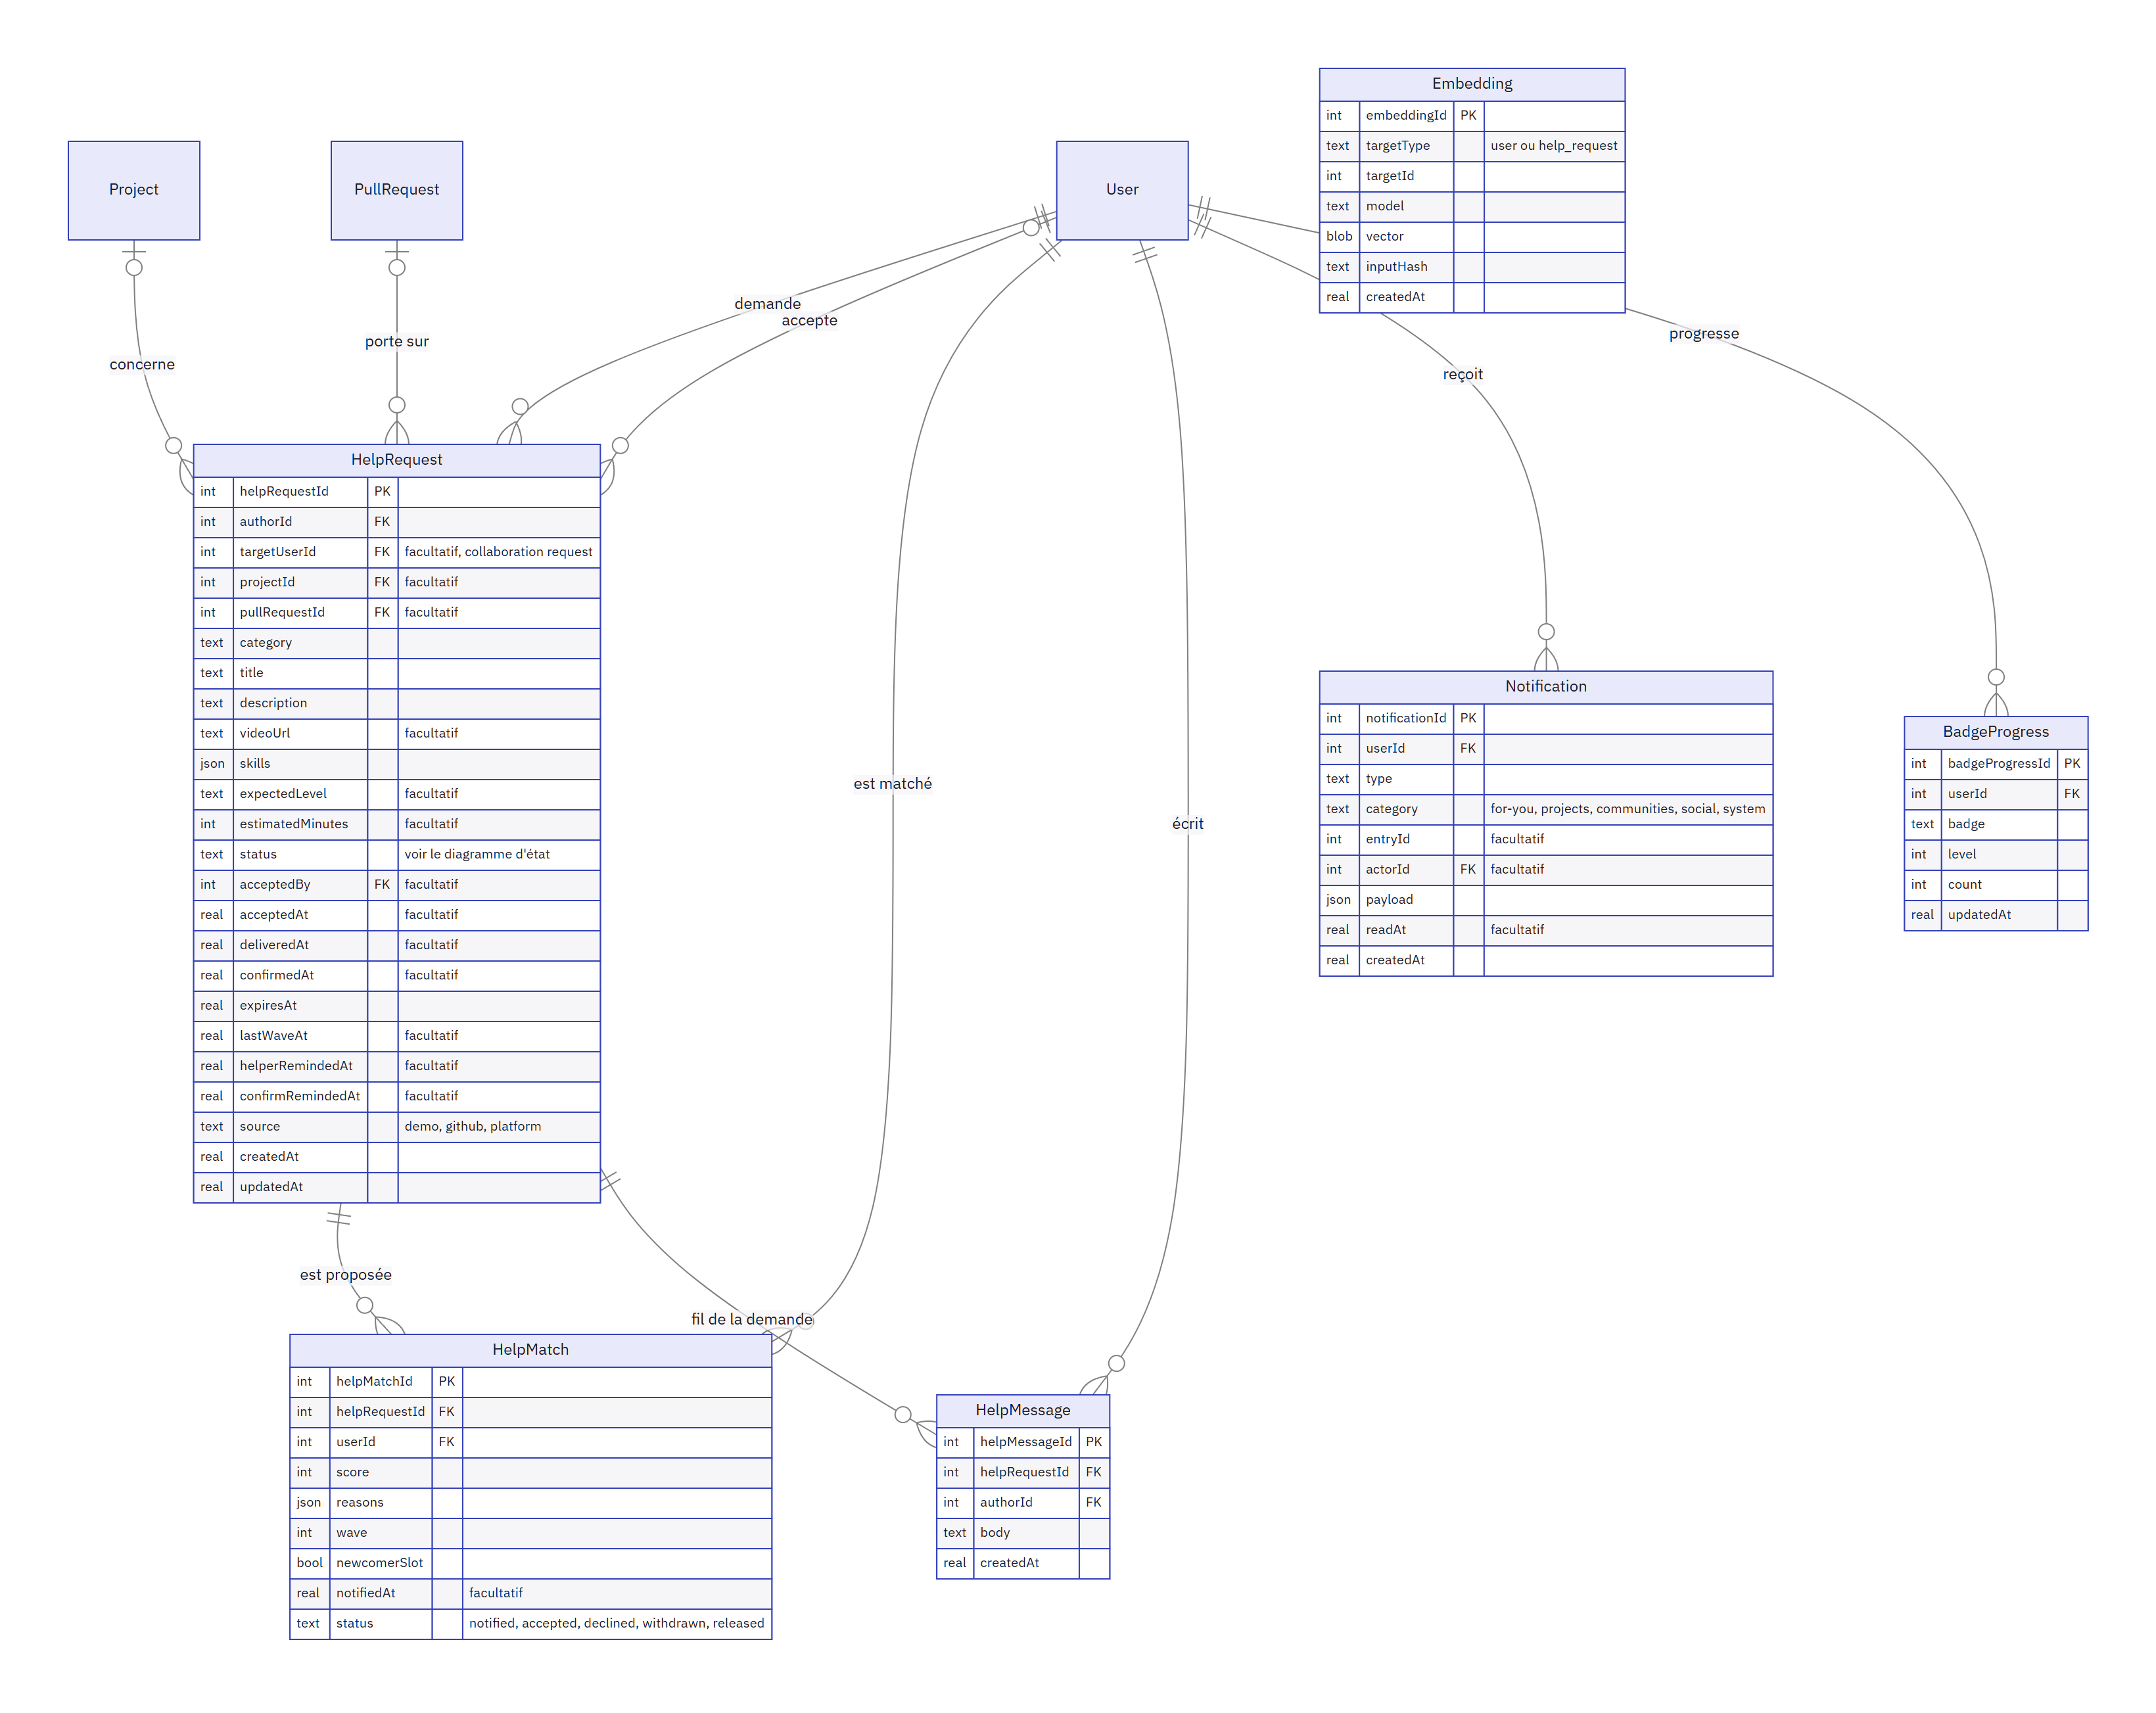 Embedding
int embeddingId PK
text targetType user ou help_request
int targetId
text model
blob vector
text inputHash
real createdAt
Project
PullRequest
User
demande
accepte
porte sur
concerne
progresse
reçoit
HelpRequest
int helpRequestId PK
int authorId FK
int targetUserId FK facultatif, collaboration request
int projectId FK facultatif
int pullRequestId FK facultatif
text category
text title
text description
text videoUrl facultatif
json skills
text expectedLevel facultatif
int estimatedMinutes facultatif
text status voir le diagramme d'état
int acceptedBy FK facultatif
real acceptedAt facultatif
real deliveredAt facultatif
real confirmedAt facultatif
real expiresAt
real lastWaveAt facultatif
real helperRemindedAt facultatif
real confirmRemindedAt facultatif
text source demo, github, platform
real createdAt
real updatedAt
est matché
écrit
Notification
int notificationId PK
int userId FK
text type
text category for-you, projects, communities, social, system
int entryId facultatif
int actorId FK facultatif
json payload
real readAt facultatif
real createdAt
BadgeProgress
int badgeProgressId PK
int userId FK
text badge
int level
int count
real updatedAt
est proposée
fil de la demande
HelpMatch
int helpMatchId PK
int helpRequestId FK
int userId FK
int score
json reasons
int wave
bool newcomerSlot
real notifiedAt facultatif
text status notified, accepted, declined, withdrawn, released
HelpMessage
int helpMessageId PK
int helpRequestId FK
int authorId FK
text body
real createdAt